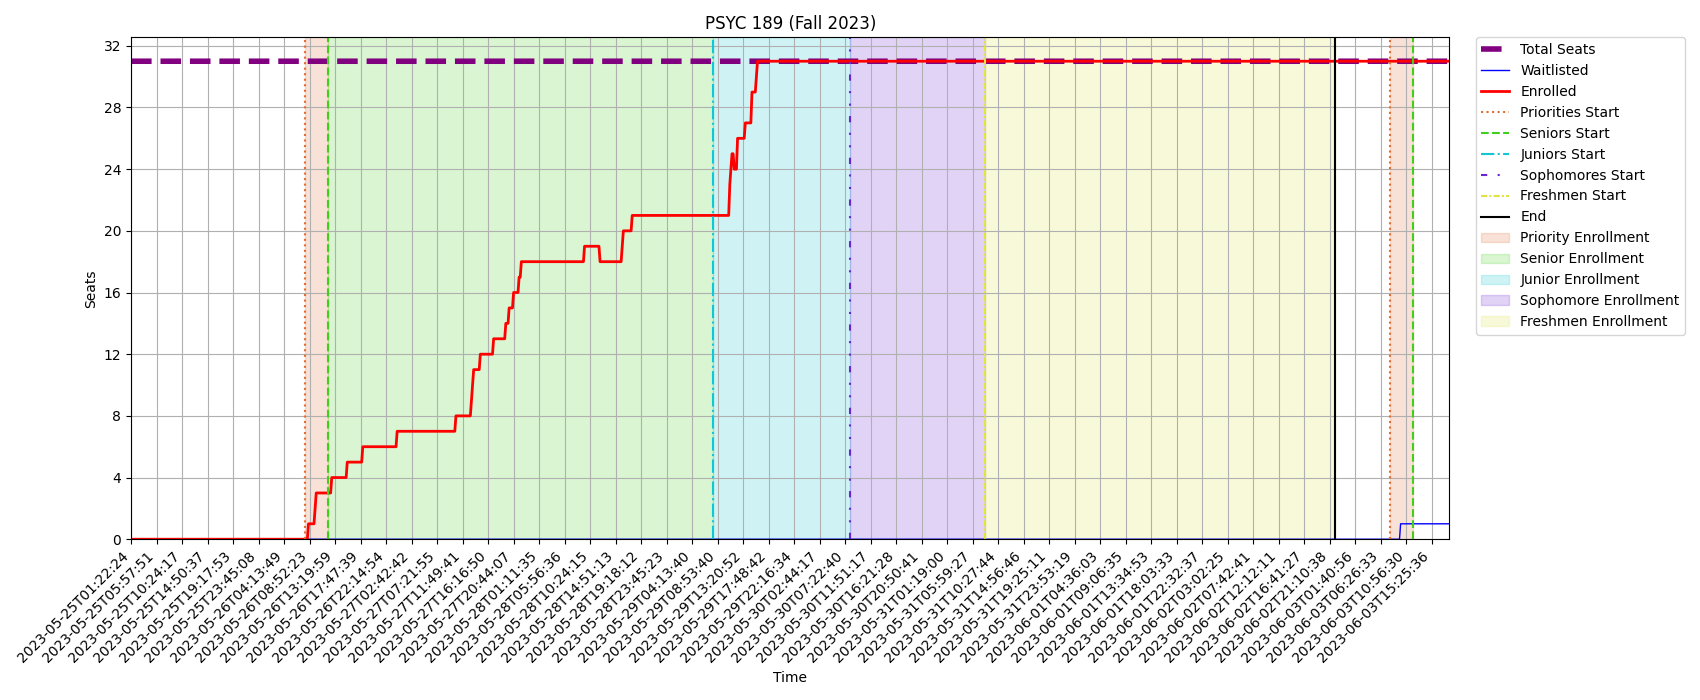 PSYC 189 (Fall 2023)
Seats
32
28
24
20
16
12
8
4
0
2023-05-25T01:22:24
2023-05-25T05:57:51
2023-05-25T10:24:17
2023-05-25T14:50:37
2023-05-25T19:17:53
2023-05-25T23:45:08
2023-05-26T04:13:49
2023-05-26T08:52:23
2023-05-26T13:19:59
2023-05-26T17:47:39
2023-05-26T22:14:54
2023-05-27T02:42:42
2023-05-27T07:21:55
2023-05-27T11:49:41
2023-05-27T16:16:50
2023-05-27T20:44:07
2023-05-28T01:11:35
2023-05-28T05:56:36
2023-05-28T10:24:15
2023-05-28T14:51:13
2023-05-28T19:18:12
2023-05-28T23:45:23
2023-05-29T04:13:40
2023-05-29T08:53:40
2023-05-29T13:20:52
2023-05-29T17:48:42
2023-05-29T22:16:34
2023-05-30T02:44:17
2023-05-30T07:22:40
2023-05-30T11:51:17
2023-05-30T16:21:28
2023-05-30T20:50:41
2023-05-31T01:19:00
2023-05-31T05:59:27
2023-05-31T10:27:44
2023-05-31T14:56:46
2023-05-31T19:25:11
2023-05-31T23:53:19
2023-06-01T04:36:03
2023-06-01T09:06:35
2023-06-01T13:34:53
2023-06-01T18:03:33
2023-06-01T22:32:37
2023-06-02T03:02:25
2023-06-02T07:42:41
2023-06-02T12:12:11
2023-06-02T16:41:27
2023-06-02T21:10:38
2023-06-03T01:40:56
2023-06-03T06:26:33
2023-06-03T10:56:30
2023-06-03T15:25:36
Time
Total Seats
Waitlisted
Enrolled
Priorities Start
Seniors Start
Juniors Start
Sophomores Start
Freshmen Start
End
Priority Enrollment
Senior Enrollment
Junior Enrollment
Sophomore Enrollment
Freshmen Enrollment